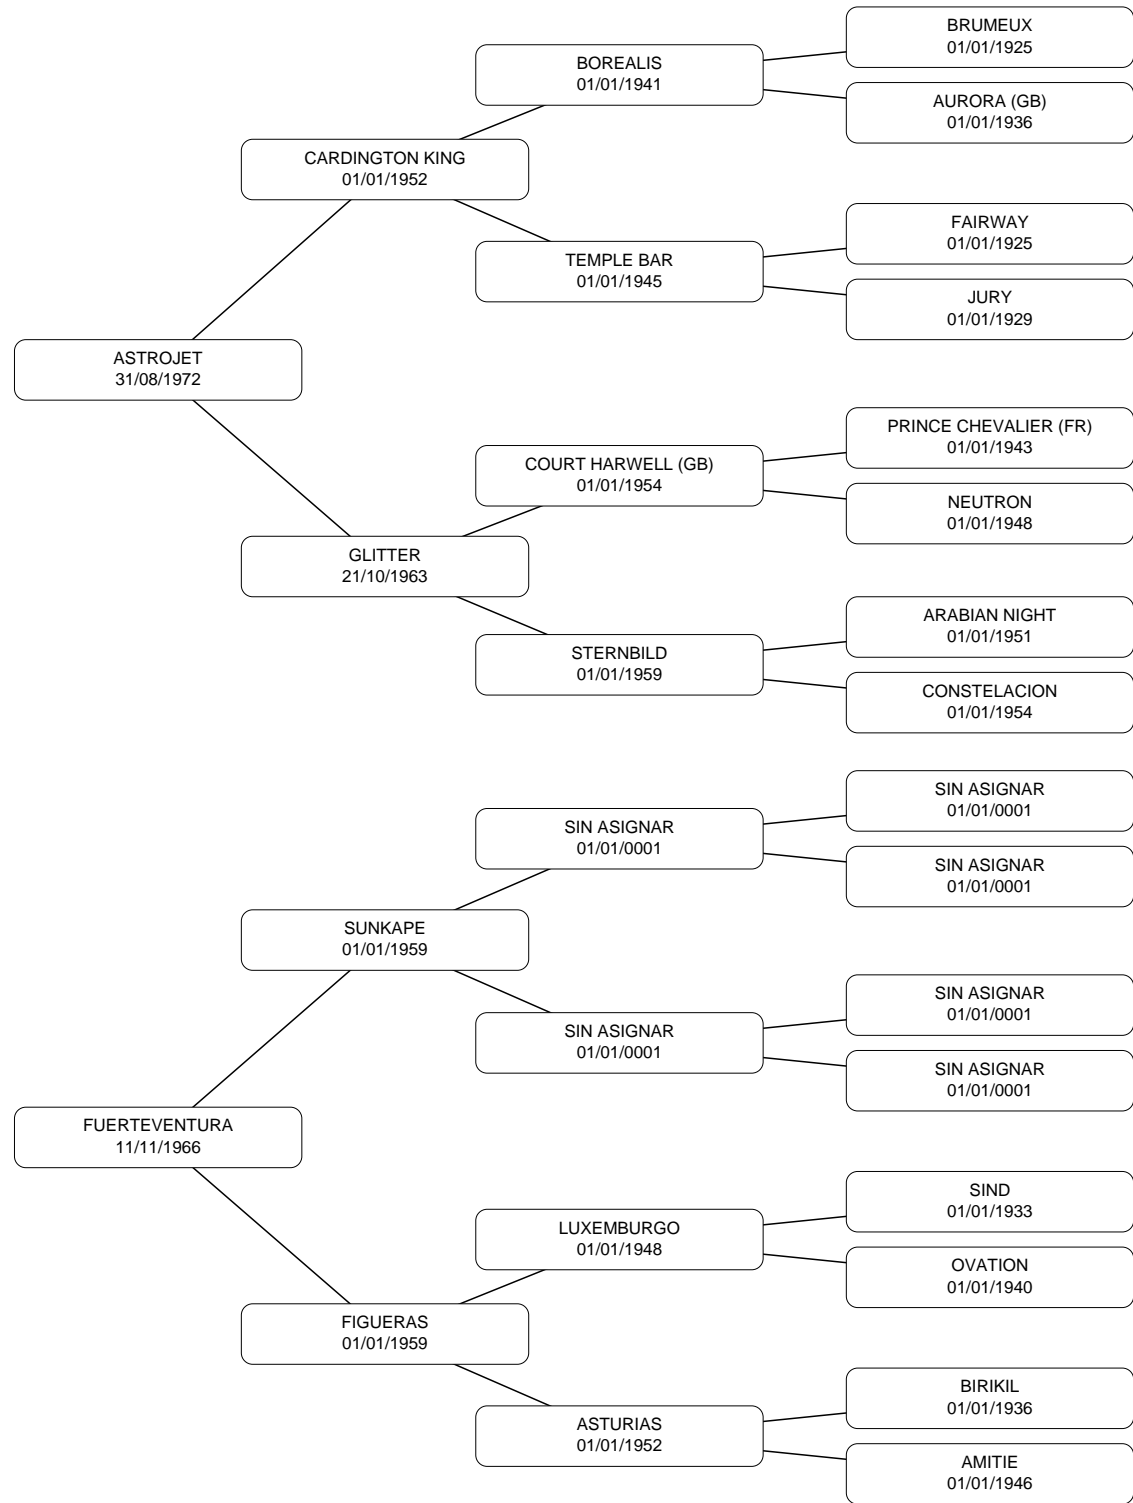 BRUMEUX
01/01/1925
BOREALIS
01/01/1941
AURORA (GB)
01/01/1936
CARDINGTON KING
01/01/1952
FAIRWAY
01/01/1925
TEMPLE BAR
01/01/1945
JURY
01/01/1929
ASTROJET
31/08/1972
PRINCE CHEVALIER (FR)
01/01/1943
COURT HARWELL (GB)
01/01/1954
NEUTRON
01/01/1948
GLITTER
21/10/1963
ARABIAN NIGHT
01/01/1951
STERNBILD
01/01/1959
CONSTELACION
01/01/1954
SIN ASIGNAR
01/01/0001
SIN ASIGNAR
01/01/0001
SIN ASIGNAR
01/01/0001
SUNKAPE
01/01/1959
SIN ASIGNAR
01/01/0001
SIN ASIGNAR
01/01/0001
SIN ASIGNAR
01/01/0001
FUERTEVENTURA
11/11/1966
SIND
01/01/1933
LUXEMBURGO
01/01/1948
OVATION
01/01/1940
FIGUERAS
01/01/1959
BIRIKIL
01/01/1936
ASTURIAS
01/01/1952
AMITIE
01/01/1946